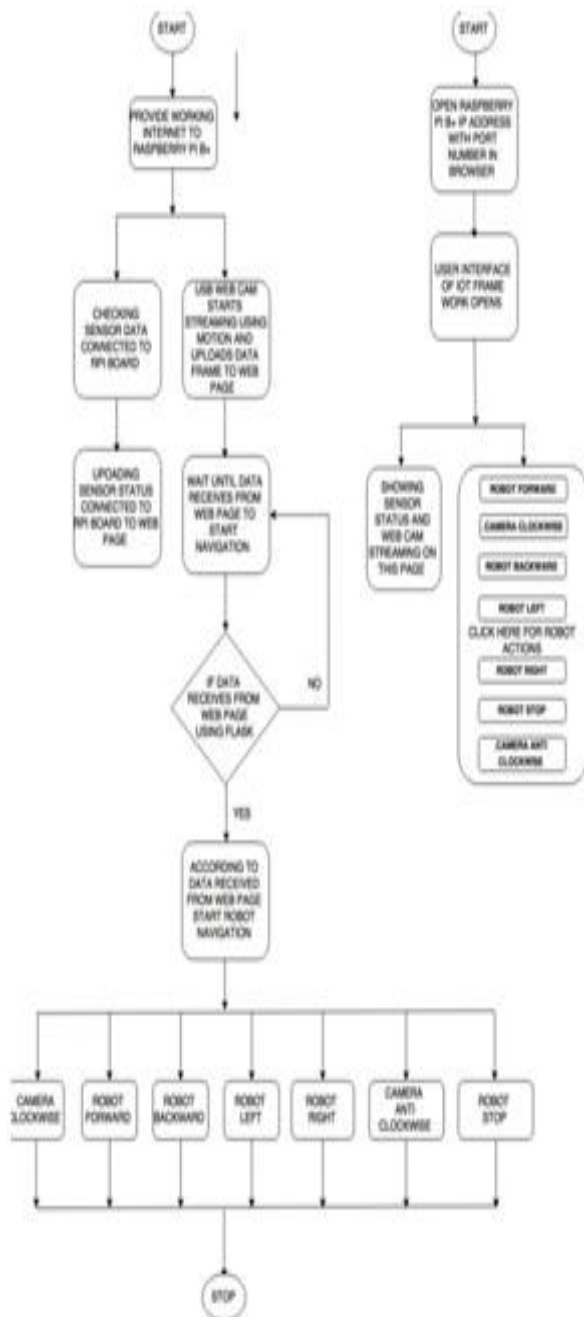 START
PROVIDE WORKING
INTERNET TO
RASPBERRY PI B+
CHECKING
SENSOR DATA
CONNECTED TO
RPI BOARD
USB WEB CAM
STARTS
STREAMING USING
MOTION AND
UPLOADS DATA
FRAME TO WEB
PAGE
UPOADING
SENSOR STATUS
CONNECTED TO
RPI BOARD TO WEB
PAGE
WAIT UNTIL DATA
RECEIVES FROM
WEB PAGE TO
START
NAVIGATION
IF DATA
RECEIVES FROM
WEB PAGE
USING FLASK
NO
YES
ACCORDING TO
DATA RECEIVED
FROM WEB PAGE
START ROBOT
NAVIGATION
CAMERA
CLOCKWISE
ROBOT
FORWARD
ROBOT
BACKWARD
ROBOT
LEFT
ROBOT
RIGHT
CAMERA
ANTI
CLOCKWISE
ROBOT
STOP
STOP
START
OPEN RASPBERRY
PI B+ IP ADDRESS
WITH PORT
NUMBER IN
BROWSER
USER INTERFACE
OF IOT FRAME
WORK OPENS
SHOWING
SENSOR
STATUS AND
WEB CAM
STREAMING ON
THIS PAGE
ROBOT FORWARD
CAMERA CLOCKWISE
ROBOT BACKWARD
ROBOT LEFT
CLICK HERE FOR ROBOT
ACTIONS
ROBOT RIGHT
ROBOT STOP
CAMERA ANTI
CLOCKWISE